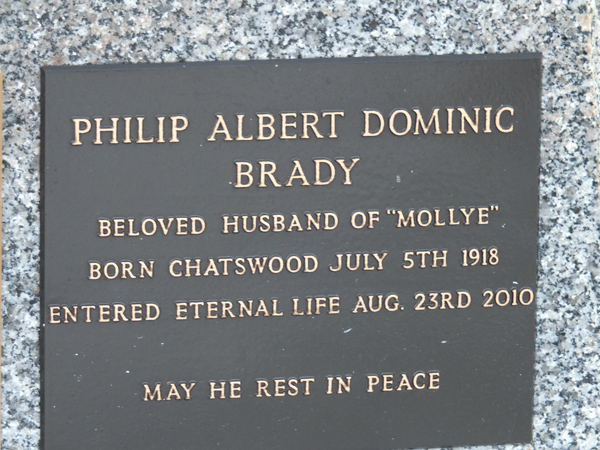 PHILIP ALBERT DOMINIC
BRADY
BELOVED HUSBAND OF "MOLLYE"
BORN CHATSWOOD JULY 5TH 1918
ENTERED ETERNAL LIFE AUG. 23RD 2010
MAY HE REST IN PEACE